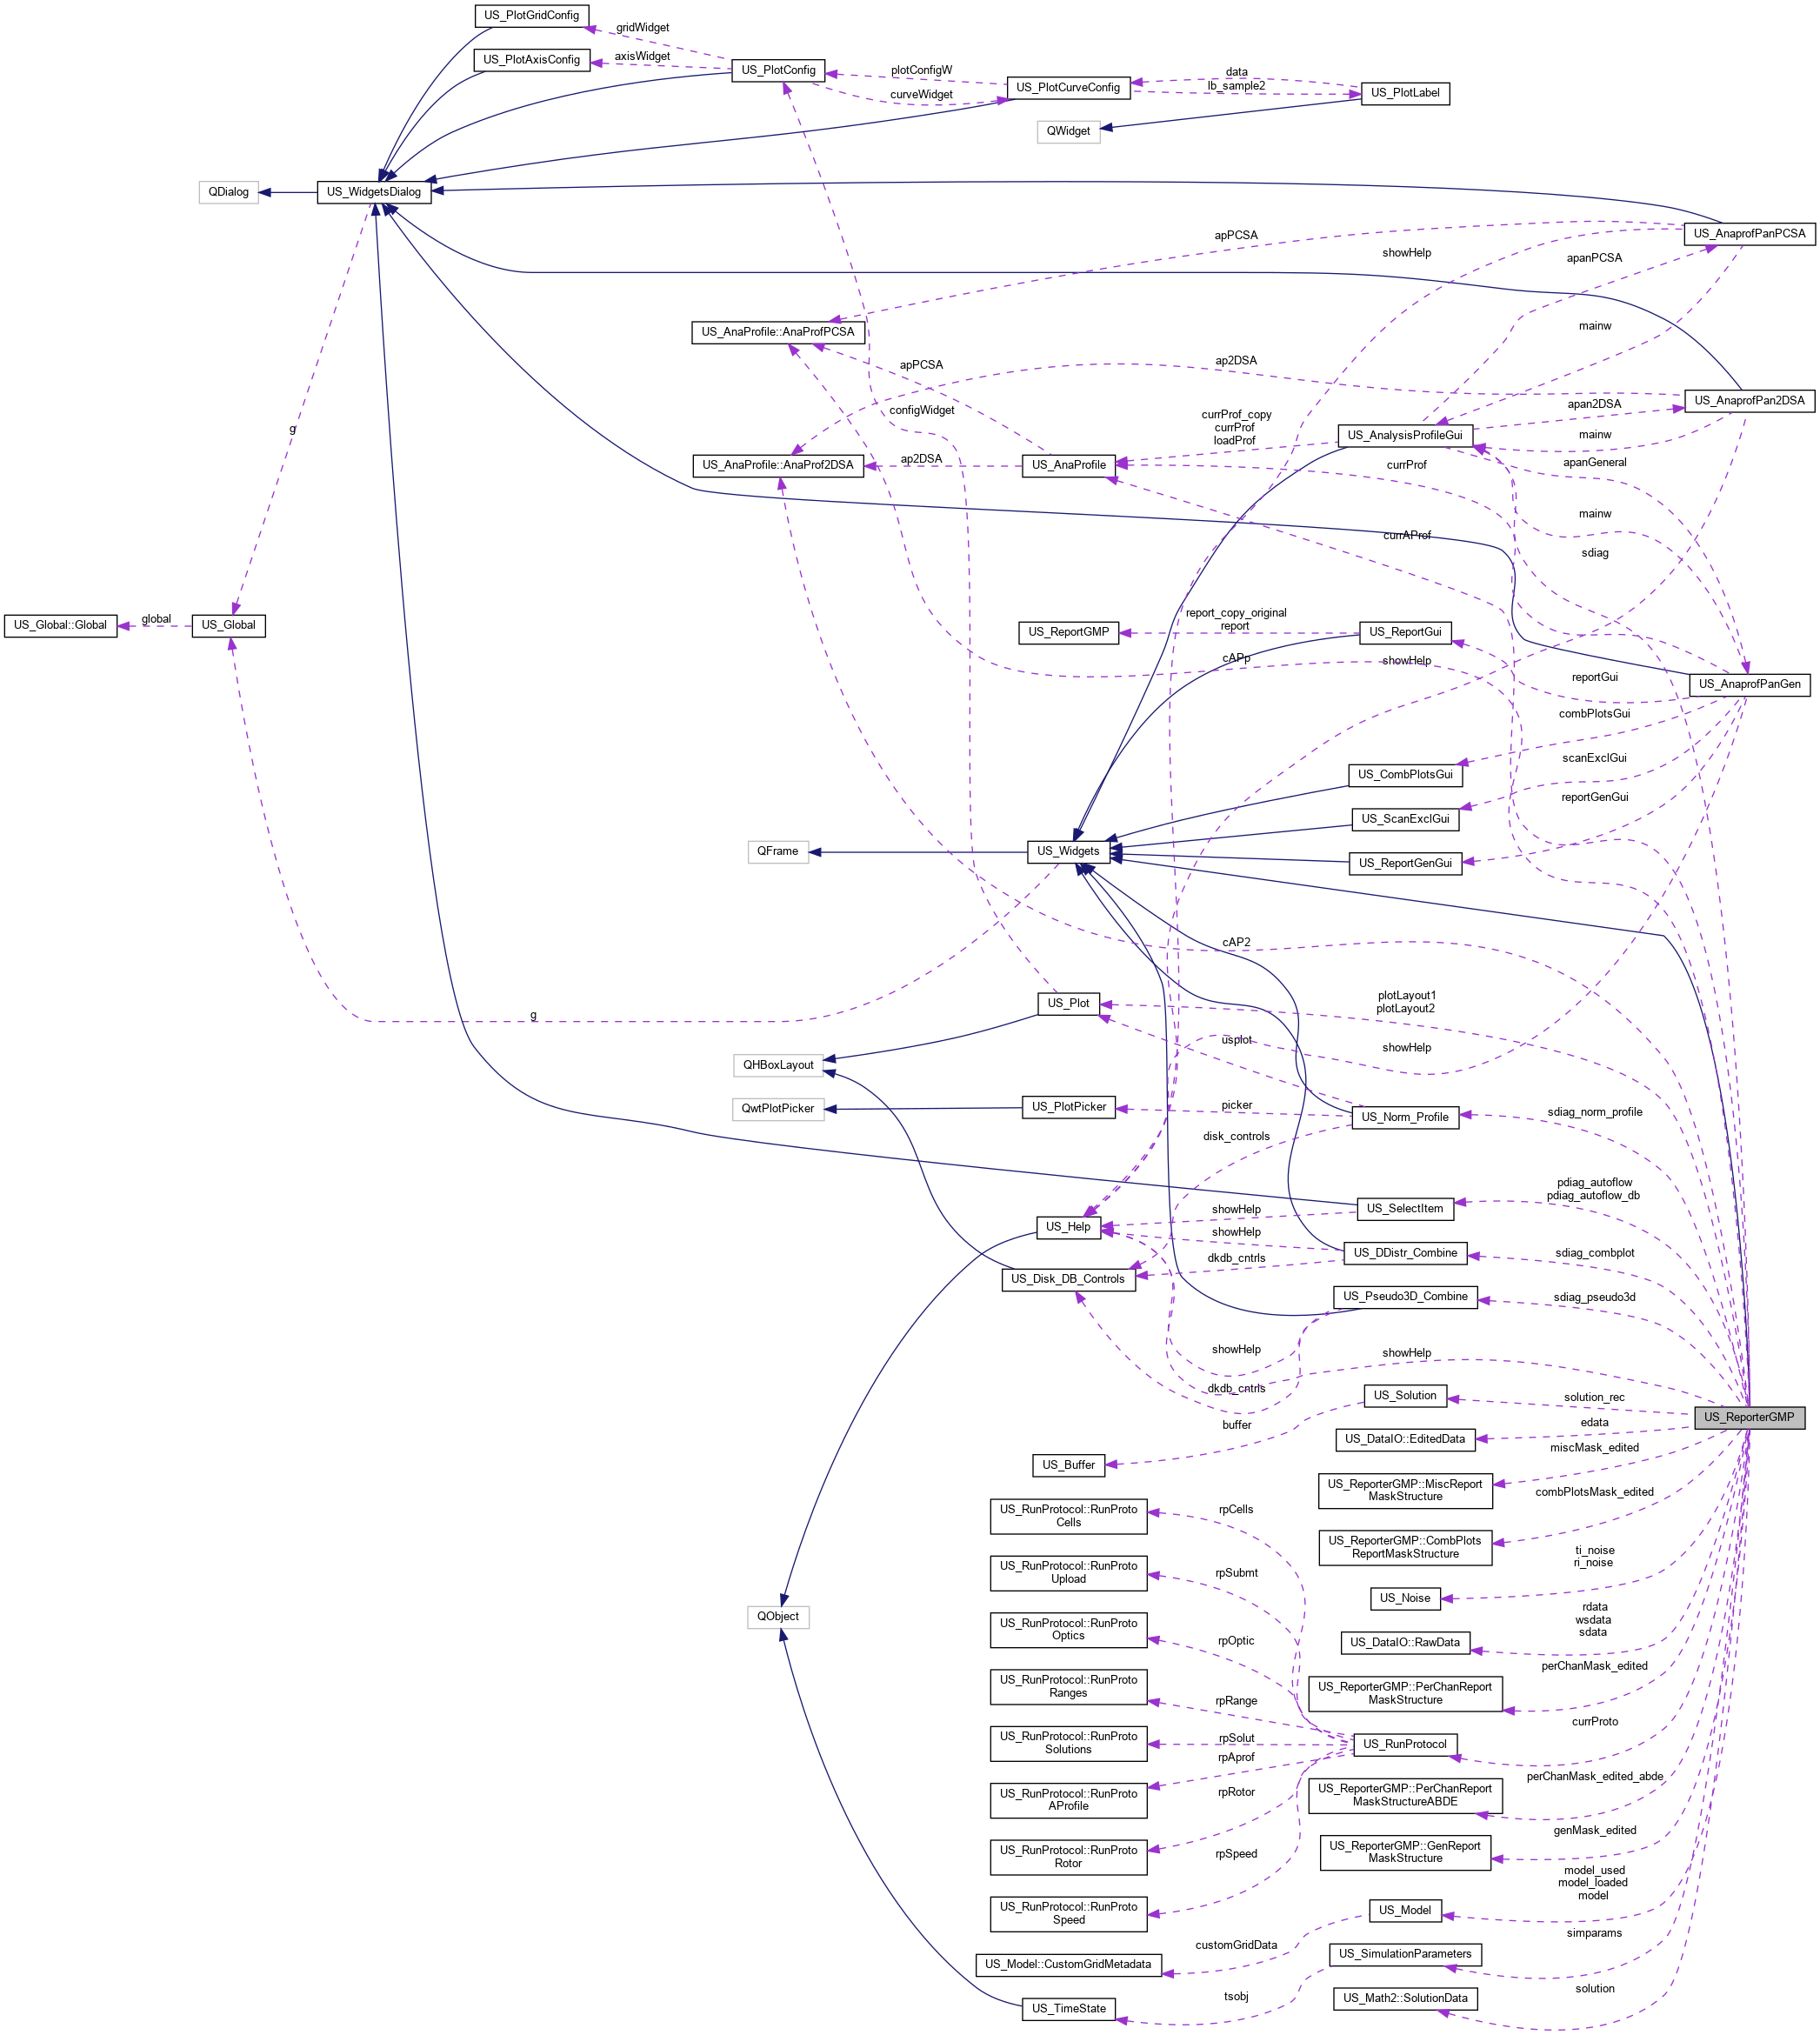 US_PlotGridConfig
gridWidget
US_PlotAxisConfig
axisWidget
US_PlotConfig
plotConfigW
curveWidget
US_PlotCurveConfig
data
lb_sample2
US_PlotLabel
QWidget
QDialog
US_WidgetsDialog
US_AnaprofPanPCSA
apPCSA
showHelp
apanPCSA
US_AnaProfile::AnaProfPCSA
mainw
apPCSA
ap2DSA
configWidget
currProf_copy
currProf
loadProf
US_AnalysisProfileGui
apan2DSA
US_AnaprofPan2DSA
mainw
g
US_AnaProfile::AnaProf2DSA
ap2DSA
US_AnaProfile
currProf
apanGeneral
mainw
currAProf
sdiag
US_Global::Global
global
US_Global
US_ReportGMP
report_copy_original
report
US_ReportGui
cAPp
showHelp
reportGui
US_AnaprofPanGen
combPlotsGui
scanExclGui
reportGenGui
US_CombPlotsGui
US_ScanExclGui
QFrame
US_Widgets
US_ReportGenGui
cAP2
g
US_Plot
plotLayout1
plotLayout2
usplot
showHelp
QHBoxLayout
QwtPlotPicker
US_PlotPicker
picker
US_Norm_Profile
sdiag_norm_profile
disk_controls
pdiag_autoflow
pdiag_autoflow_db
US_SelectItem
showHelp
US_Help
showHelp
US_DDistr_Combine
sdiag_combplot
dkdb_cntrls
US_Disk_DB_Controls
US_Pseudo3D_Combine
sdiag_pseudo3d
showHelp
showHelp
dkdb_cntrls
US_Solution
solution_rec
US_ReporterGMP
buffer
edata
US_DataIO::EditedData
miscMask_edited
US_Buffer
US_ReporterGMP::MiscReport
MaskStructure
combPlotsMask_edited
US_RunProtocol::RunProto
Cells
rpCells
US_ReporterGMP::CombPlots
ReportMaskStructure
ti_noise
ri_noise
US_RunProtocol::RunProto
Upload
rpSubmt
US_Noise
QObject
rdata
wsdata
sdata
US_RunProtocol::RunProto
Optics
rpOptic
US_DataIO::RawData
perChanMask_edited
US_RunProtocol::RunProto
Ranges
rpRange
US_ReporterGMP::PerChanReport
MaskStructure
currProto
US_RunProtocol::RunProto
Solutions
rpSolut
US_RunProtocol
rpAprof
US_RunProtocol::RunProto
AProfile
rpRotor
US_ReporterGMP::PerChanReport
MaskStructureABDE
perChanMask_edited_abde
genMask_edited
US_RunProtocol::RunProto
Rotor
rpSpeed
US_ReporterGMP::GenReport
MaskStructure
model_used
model_loaded
model
US_RunProtocol::RunProto
Speed
US_Model
simparams
customGridData
US_Model::CustomGridMetadata
US_SimulationParameters
solution
tsobj
US_TimeState
US_Math2::SolutionData